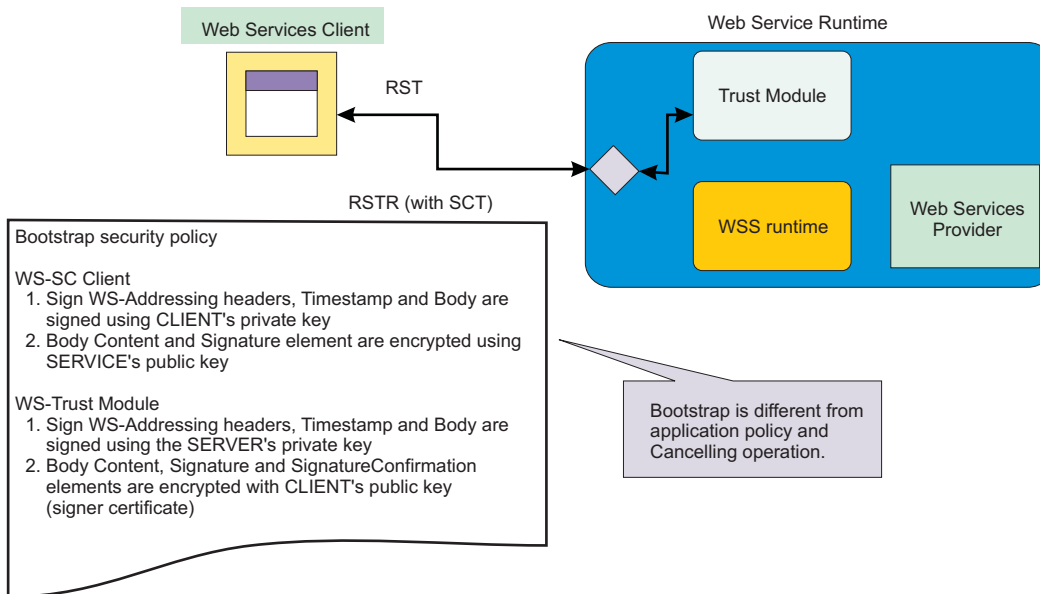 Web Services Client
Web Service Runtime
RST
Trust Module
RSTR (with SCT)
WSS runtime
Web Services
Provider
Bootstrap security policy
WS-SC Client
1. Sign WS-Addressing headers, Timestamp and Body are
signed using CLIENT's private key
2. Body Content and Signature element are encrypted using
SERVICE's public key
WS-Trust Module
1. Sign WS-Addressing headers, Timestamp and Body are
signed using the SERVER's private key
2. Body Content, Signature and SignatureConfirmation
elements are encrypted with CLIENT's public key
(signer certificate)
Bootstrap is different from
application policy and
Cancelling operation.